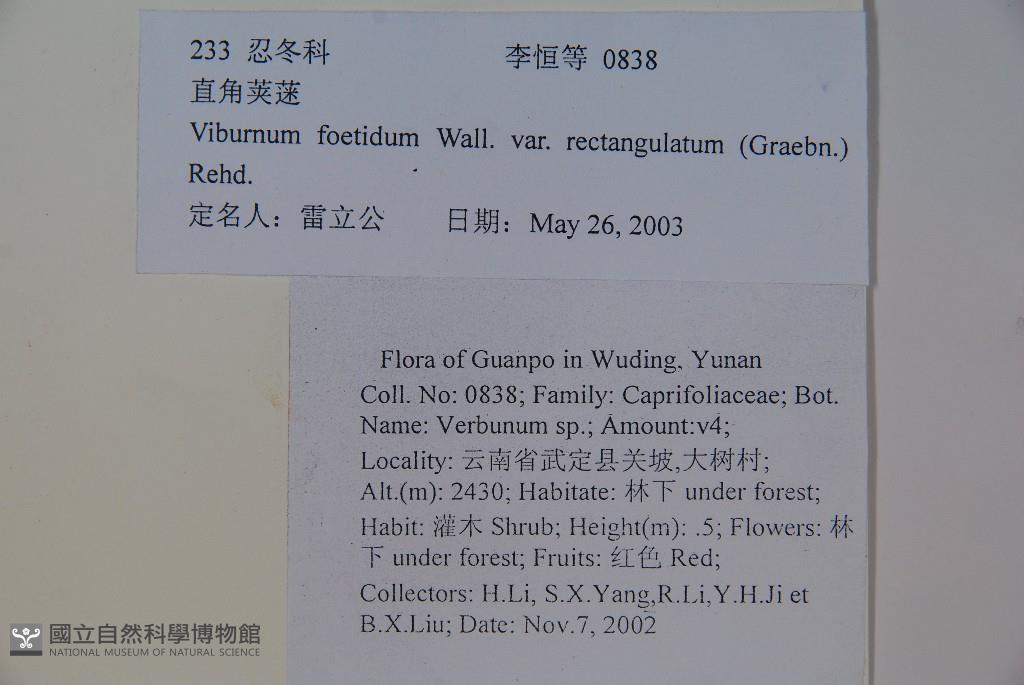 233 忍冬科 李恒等 0838
直角荚蒾
Viburnum foetidum Wall. var. rectangulatum (Graebn.)
Rehd.
定名人：雷立公 日期：May 26, 2003
Flora of Guanpo in Wuding, Yunan
Coll. No: 0838; Family: Caprifoliaceae; Bot.
Name: Verbunum sp.; Amount:v4;
Locality: 云南省武定县关坡,大树村;
Alt.(m): 2430; Habitate: 林下 under forest;
Habit: 灌木 Shrub; Height(m): .5; Flowers: 林
下 under forest; Fruits: 红色 Red;
Collectors: H.Li, S.X.Yang,R.Li,Y.H.Ji et
B.X.Liu; Date: Nov.7, 2002
國立自然科學博物館
NATIONAL MUSEUM OF NATURAL SCIENCE